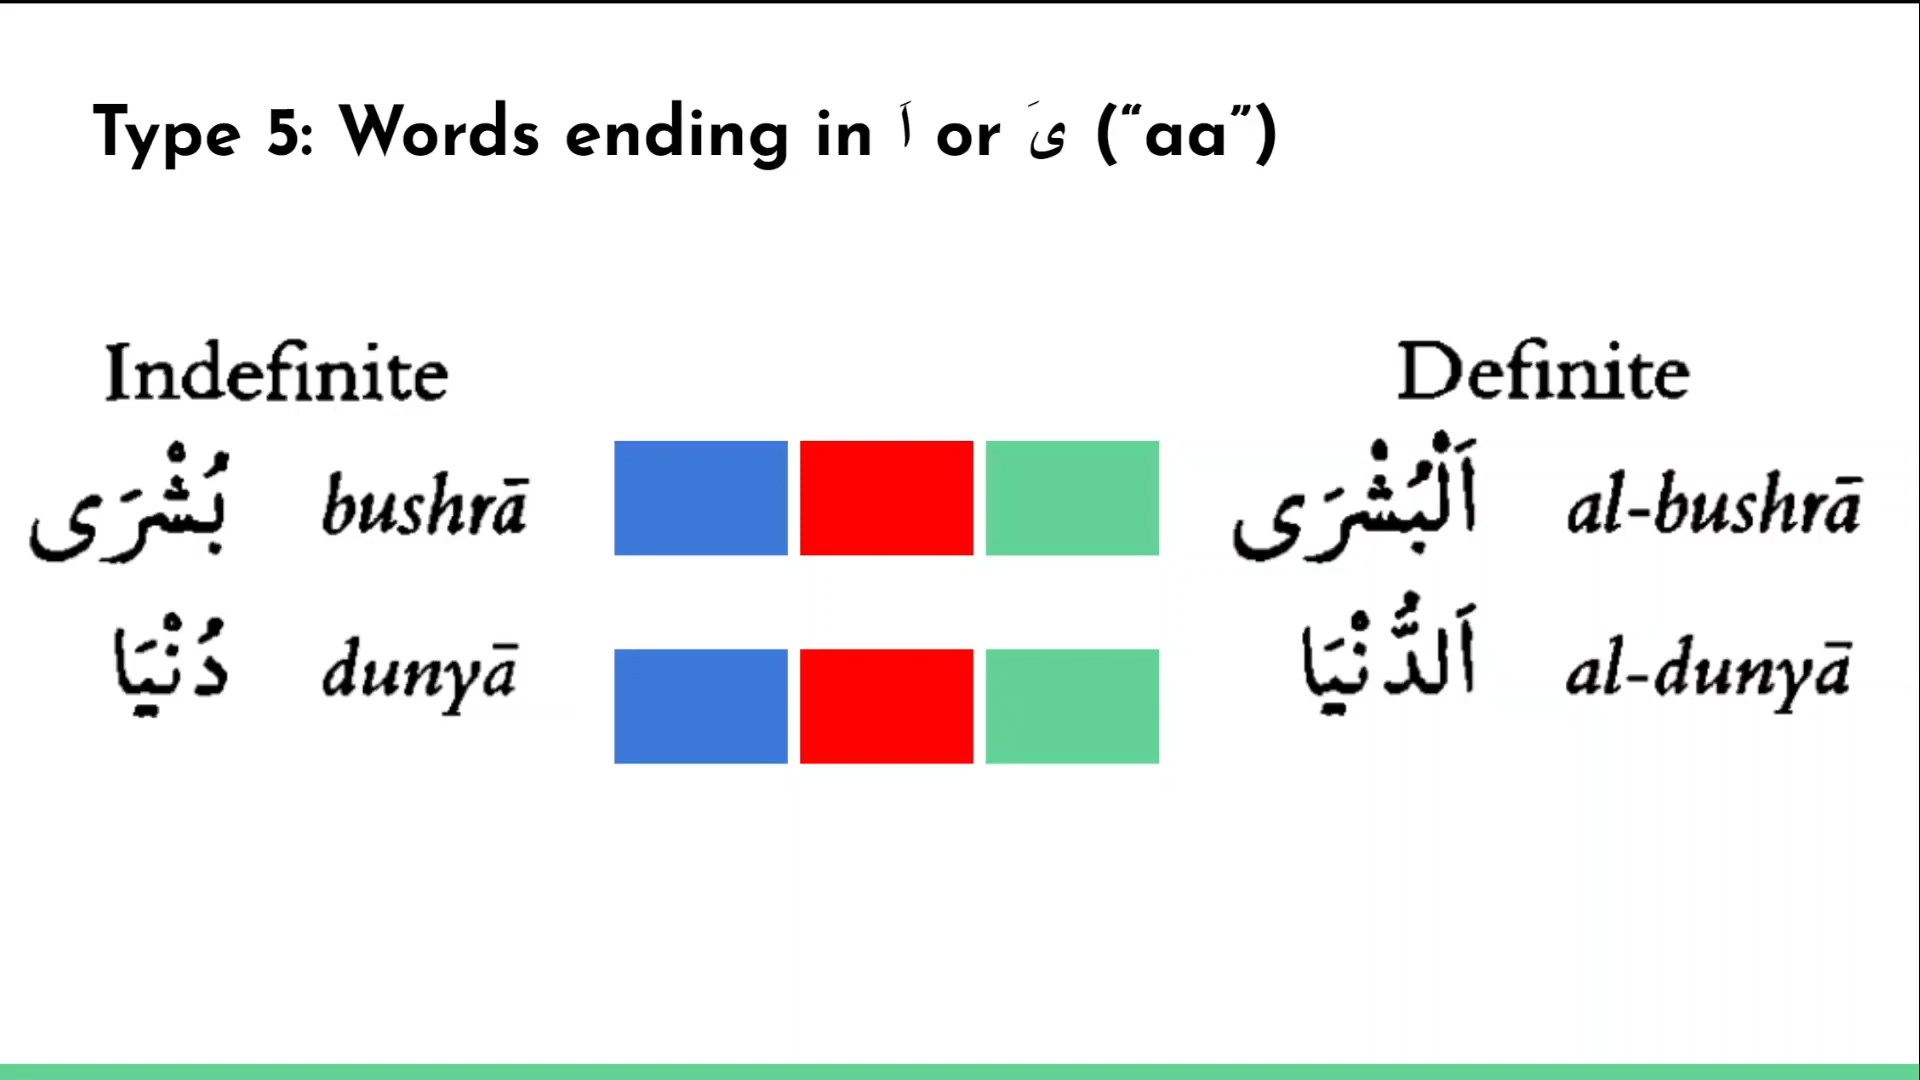 Type 5: Words ending in اَ or ىَ (“aa”)
Indefinite Definite
بُشْرَى bushrā اَلْبُشْرَى al-bushrā
دُنْيَا dunyā اَلدُّنْيَا al-dunyā